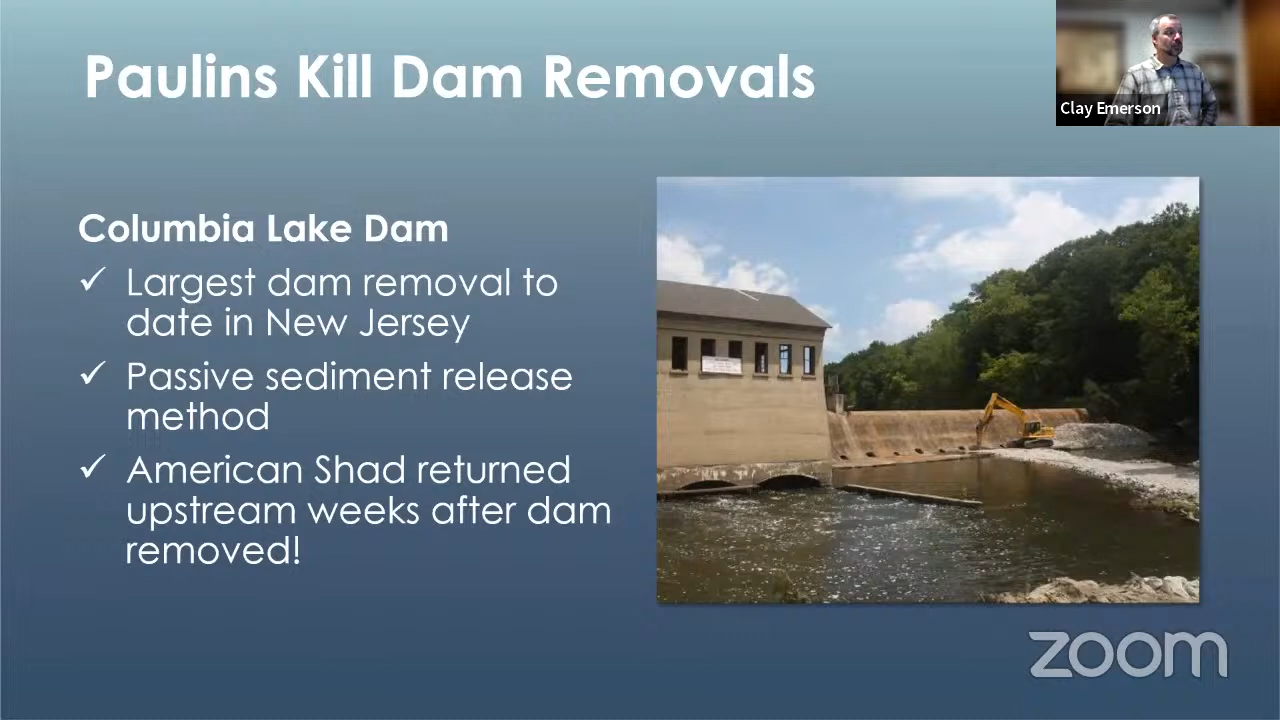 Paulins Kill Dam Removals
Clay Emerson
Columbia Lake Dam
✓ Largest dam removal to
date in New Jersey
✓ Passive sediment release
method
✓ American Shad returned
upstream weeks after dam
removed!
zoom